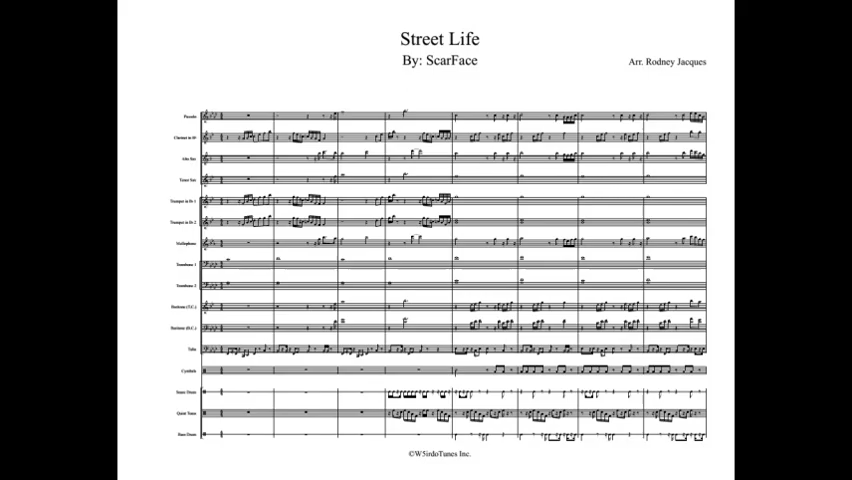 Street Life
By: ScarFace
Arr. Rodney Jacques
Piccolo
Clarinet in Bb
Alto Sax
Tenor Sax
Trumpet in Bb 1
Trumpet in Bb 2
Mellophone
Trombone 1
Trombone 2
Baritone (T.C.)
Baritone (B.C.)
Tuba
Cymbals
Snare Drum
Quint Toms
Bass Drum
©W5irdoTunes Inc.